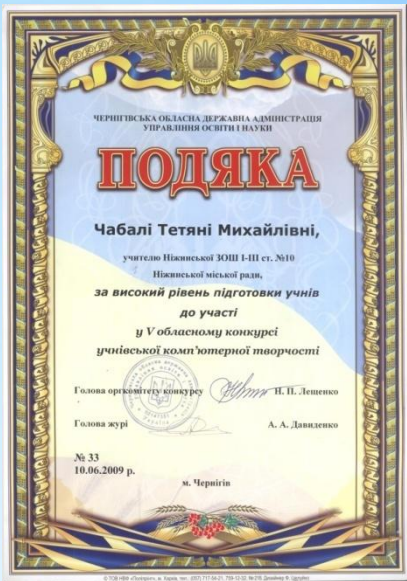 ЧЕРНІГІВСЬКА ОБЛАСНА ДЕРЖАВНА АДМІНІСТРАЦІЯ
УПРАВЛІННЯ ОСВІТИ І НАУКИ
ПОДЯКА
Чабалі Тетяні Михайлівні,
учителю Ніжинської ЗОШ І-ІІІ ст. №10
Ніжинської міської ради,
за високий рівень підготовки учнів
до участі
у V обласному конкурсі
учнівської комп'ютерної творчості
Голова оргкомітету конкурсу Н. П. Лещенко
Голова журі А. А. Давиденко
№ 33
10.06.2009 р.
м. Чернігів